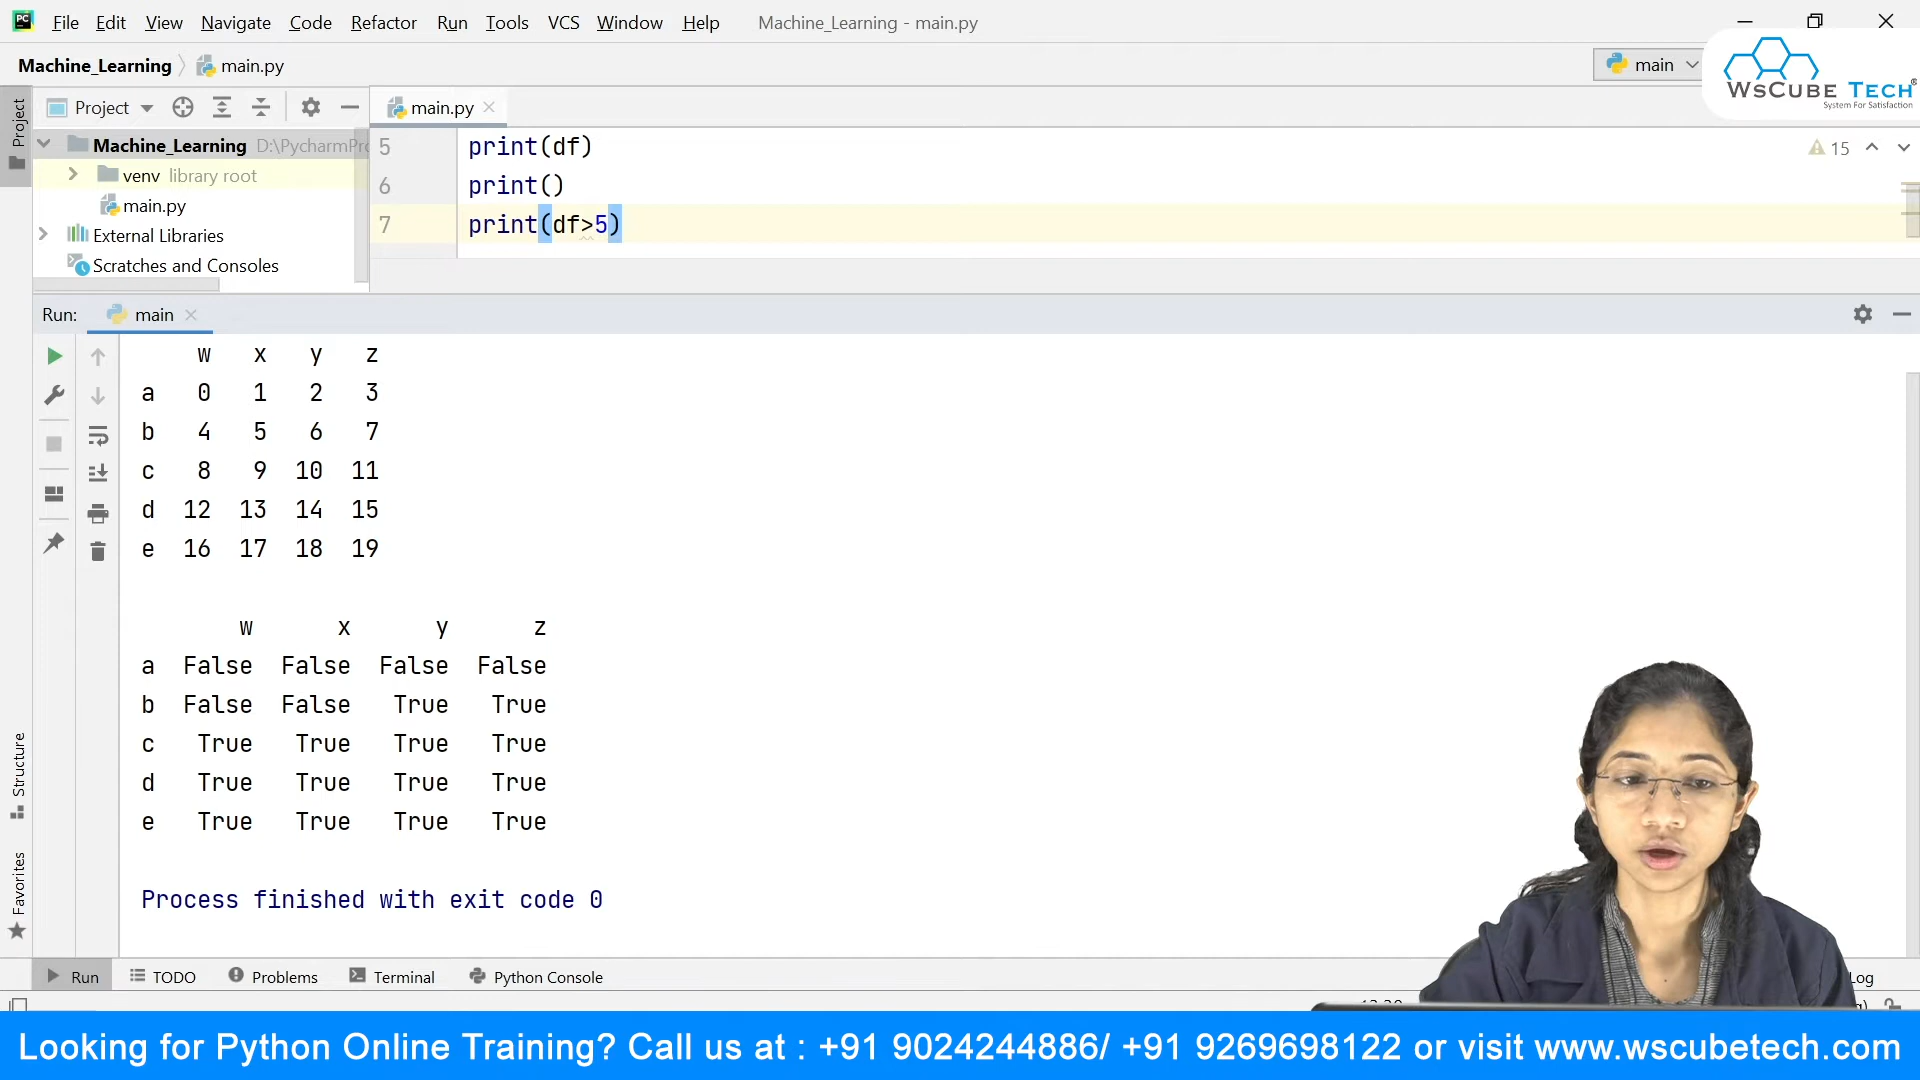 File Edit View Navigate Code Refactor Run Tools VCS Window Help Machine_Learning - main.py
Machine_Learning main.py
main
WsCube Tech®
System For Satisfaction
Project
Project
main.py
Machine_Learning D:\PycharmPro
venv library root
main.py
External Libraries
Scratches and Consoles
5 print(df)
6 print()
7 print(df>5)
15
Run: main
w x y z
a 0 1 2 3
b 4 5 6 7
c 8 9 10 11
d 12 13 14 15
e 16 17 18 19
w x y z
a False False False False
b False False True True
c True True True True
d True True True True
e True True True True
Process finished with exit code 0
Structure
Favorites
Run TODO Problems Terminal Python Console Log
Looking for Python Online Training? Call us at : +91 9024244886/ +91 9269698122 or visit www.wscubetech.com